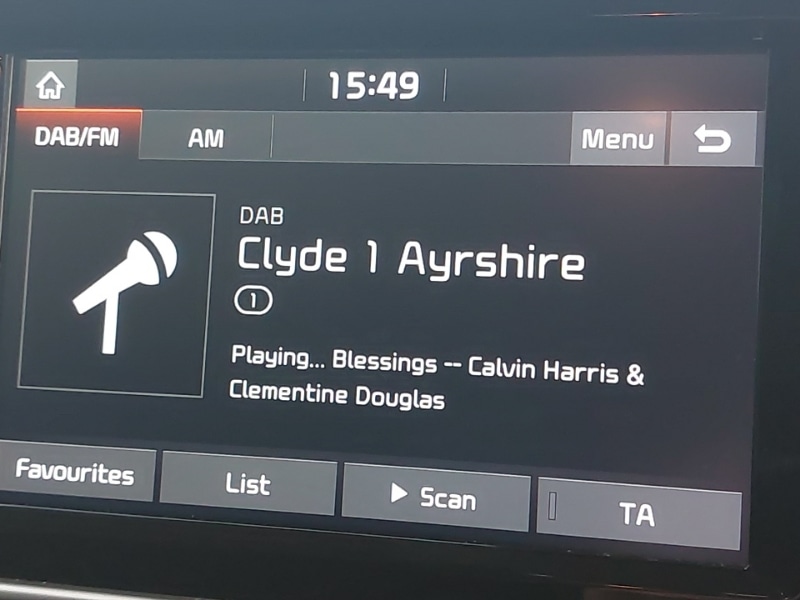 15:49
DAB/FM
AM
Menu
DAB
Clyde 1 Ayrshire
1
Playing... Blessings -- Calvin Harris &
Clementine Douglas
Favourites
List
Scan
TA